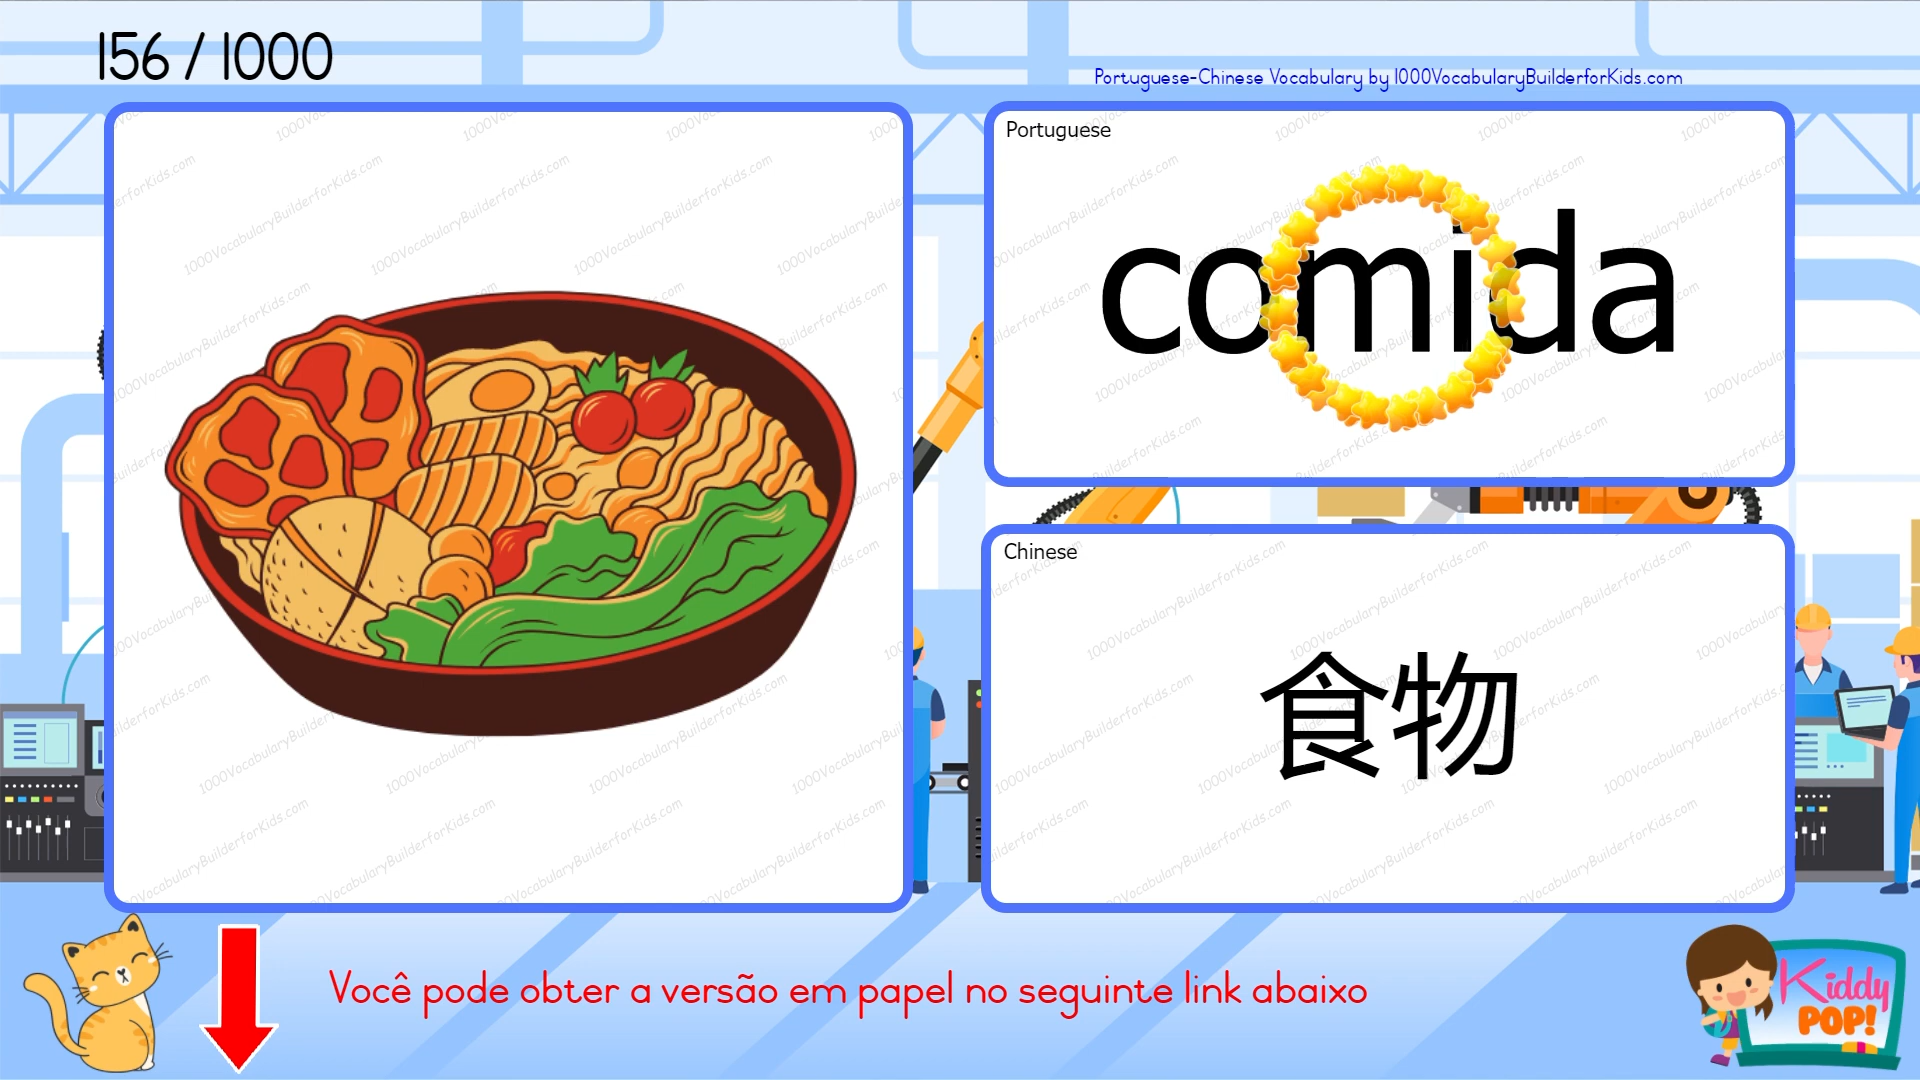 156 / 1000
Portuguese-Chinese Vocabulary by 1000VocabularyBuilderforKids.com
Portuguese
comida
Chinese
食物
Você pode obter a versão em papel no seguinte link abaixo
Kiddy
POP!